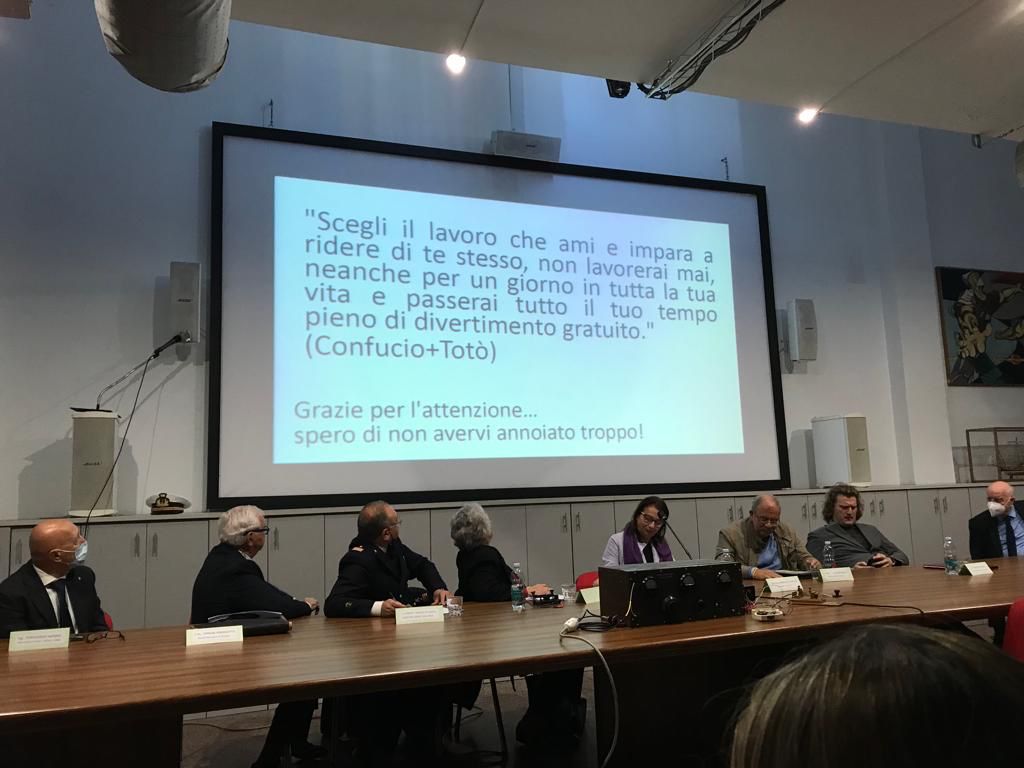 "Scegli il lavoro che ami e impara a
ridere di te stesso, non lavorerai mai,
neanche per un giorno in tutta la tua
vita e passerai tutto il tuo tempo
pieno di divertimento gratuito."
(Confucio+Totò)
Grazie per l'attenzione...
spero di non avervi annoiato troppo!